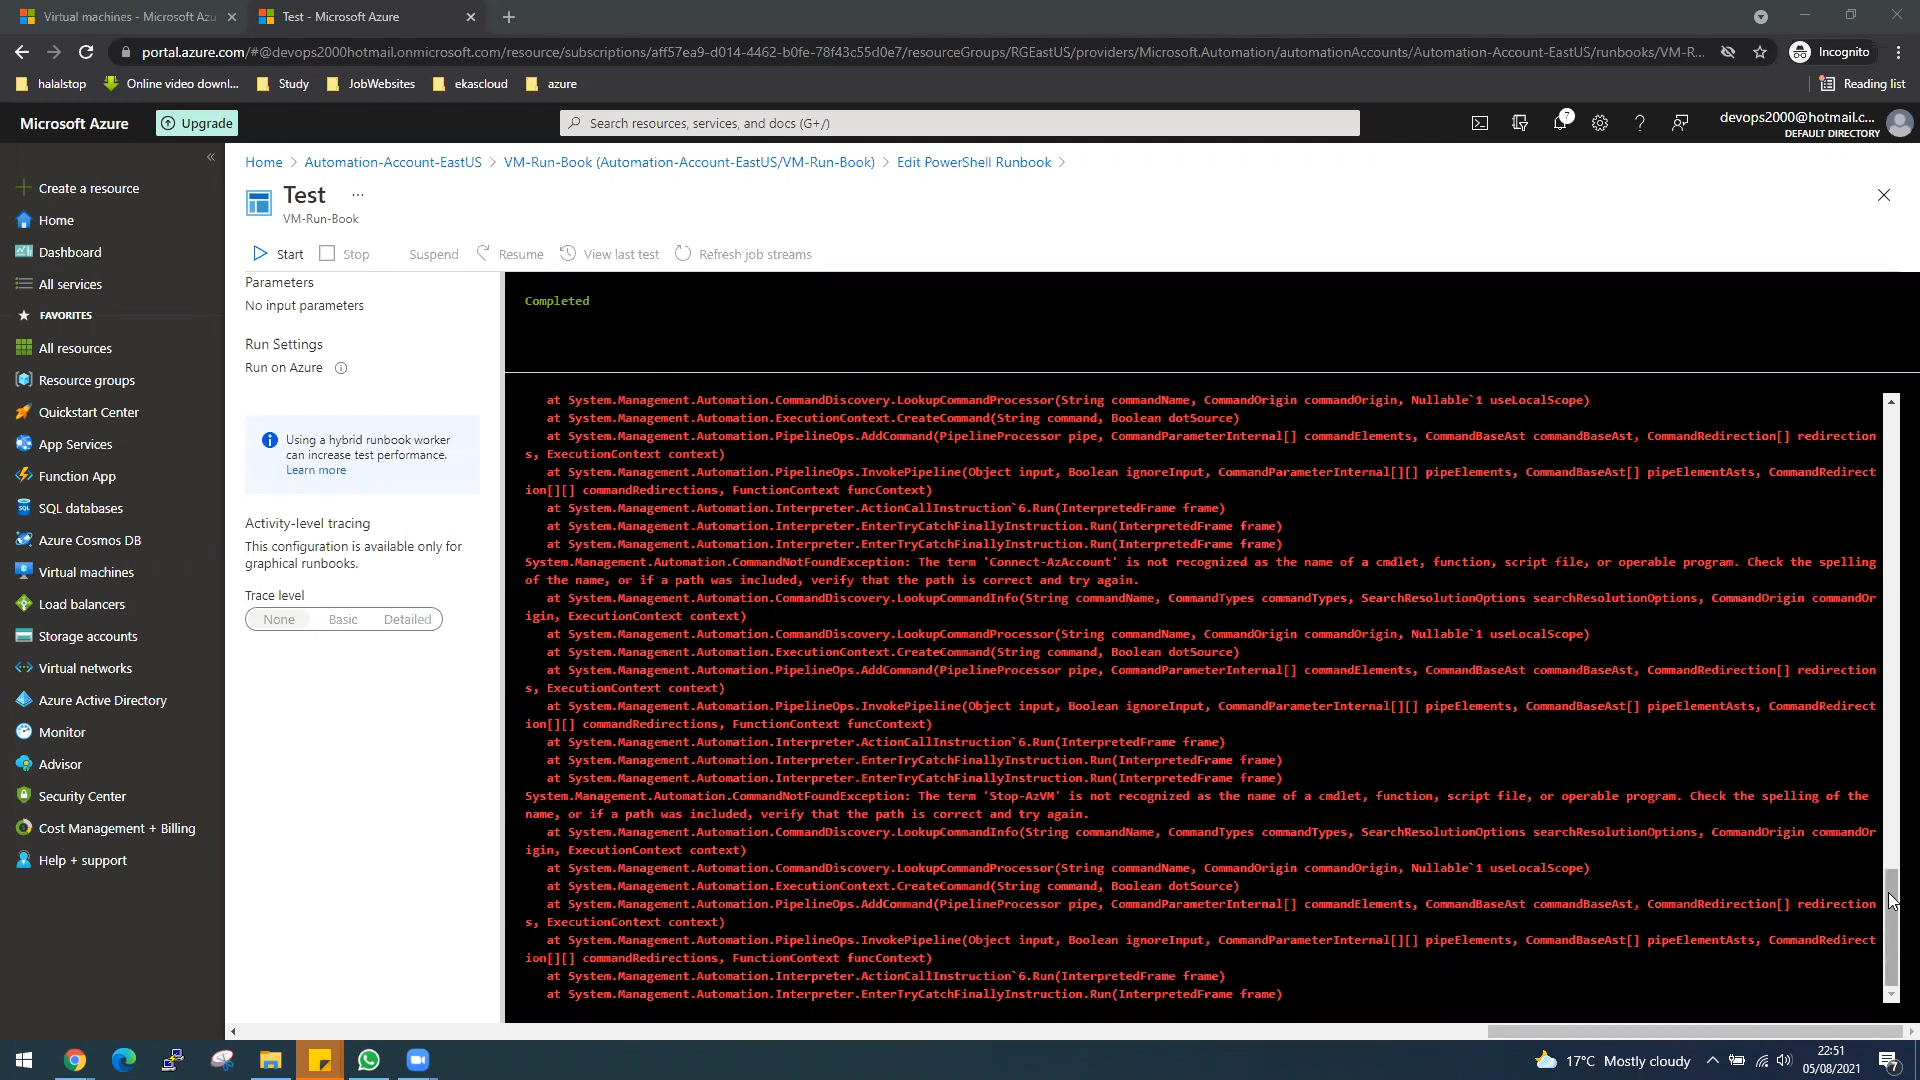 Virtual machines - Microsoft Azu
Test - Microsoft Azure
portal.azure.com/#@devops2000hotmail.onmicrosoft.com/resource/subscriptions/aff57ea9-d014-4462-b0fe-78f43c55d0e7/resourceGroups/RGEastUS/providers/Microsoft.Automation/automationAccounts/Automation-Account-EastUS/runbooks/VM-R...
Incognito
halalstop
Online video downl...
Study
JobWebsites
ekascloud
azure
Reading list
Microsoft Azure
Upgrade
Search resources, services, and docs (G+/)
7
devops2000@hotmail.c...
DEFAULT DIRECTORY
Create a resource
Home
Dashboard
All services
FAVORITES
All resources
Resource groups
Quickstart Center
App Services
Function App
SQL databases
Azure Cosmos DB
Virtual machines
Load balancers
Storage accounts
Virtual networks
Azure Active Directory
Monitor
Advisor
Security Center
Cost Management + Billing
Help + support
Home > Automation-Account-EastUS > VM-Run-Book (Automation-Account-EastUS/VM-Run-Book) > Edit PowerShell Runbook >
Test ...
VM-Run-Book
Start
Stop
Suspend
Resume
View last test
Refresh job streams
Parameters
No input parameters
Run Settings
Run on Azure
Using a hybrid runbook worker
can increase test performance.
Learn more
Activity-level tracing
This configuration is available only for
graphical runbooks.
Trace level
None Basic Detailed
Completed
at System.Management.Automation.CommandDiscovery.LookupCommandProcessor(String commandName, CommandOrigin commandOrigin, Nullable`1 useLocalScope)
at System.Management.Automation.ExecutionContext.CreateCommand(String command, Boolean dotSource)
at System.Management.Automation.PipelineOps.AddCommand(PipelineProcessor pipe, CommandParameterInternal[] commandElements, CommandBaseAst commandBaseAst, CommandRedirection[] redirection
s, ExecutionContext context)
at System.Management.Automation.PipelineOps.InvokePipeline(Object input, Boolean ignoreInput, CommandParameterInternal[][] pipeElements, CommandBaseAst[] pipeElementAsts, CommandRedirect
ion[][] commandRedirections, FunctionContext funcContext)
at System.Management.Automation.Interpreter.ActionCallInstruction`6.Run(InterpretedFrame frame)
at System.Management.Automation.Interpreter.EnterTryCatchFinallyInstruction.Run(InterpretedFrame frame)
at System.Management.Automation.Interpreter.EnterTryCatchFinallyInstruction.Run(InterpretedFrame frame)
System.Management.Automation.CommandNotFoundException: The term 'Connect-AzAccount' is not recognized as the name of a cmdlet, function, script file, or operable program. Check the spelling
of the name, or if a path was included, verify that the path is correct and try again.
at System.Management.Automation.CommandDiscovery.LookupCommandInfo(String commandName, CommandTypes commandTypes, SearchResolutionOptions searchResolutionOptions, CommandOrigin commandOr
igin, ExecutionContext context)
at System.Management.Automation.CommandDiscovery.LookupCommandProcessor(String commandName, CommandOrigin commandOrigin, Nullable`1 useLocalScope)
at System.Management.Automation.ExecutionContext.CreateCommand(String command, Boolean dotSource)
at System.Management.Automation.PipelineOps.AddCommand(PipelineProcessor pipe, CommandParameterInternal[] commandElements, CommandBaseAst commandBaseAst, CommandRedirection[] redirection
s, ExecutionContext context)
at System.Management.Automation.PipelineOps.InvokePipeline(Object input, Boolean ignoreInput, CommandParameterInternal[][] pipeElements, CommandBaseAst[] pipeElementAsts, CommandRedirect
ion[][] commandRedirections, FunctionContext funcContext)
at System.Management.Automation.Interpreter.ActionCallInstruction`6.Run(InterpretedFrame frame)
at System.Management.Automation.Interpreter.EnterTryCatchFinallyInstruction.Run(InterpretedFrame frame)
at System.Management.Automation.Interpreter.EnterTryCatchFinallyInstruction.Run(InterpretedFrame frame)
System.Management.Automation.CommandNotFoundException: The term 'Stop-AzVM' is not recognized as the name of a cmdlet, function, script file, or operable program. Check the spelling of the
name, or if a path was included, verify that the path is correct and try again.
at System.Management.Automation.CommandDiscovery.LookupCommandInfo(String commandName, CommandTypes commandTypes, SearchResolutionOptions searchResolutionOptions, CommandOrigin commandOr
igin, ExecutionContext context)
at System.Management.Automation.CommandDiscovery.LookupCommandProcessor(String commandName, CommandOrigin commandOrigin, Nullable`1 useLocalScope)
at System.Management.Automation.ExecutionContext.CreateCommand(String command, Boolean dotSource)
at System.Management.Automation.PipelineOps.AddCommand(PipelineProcessor pipe, CommandParameterInternal[] commandElements, CommandBaseAst commandBaseAst, CommandRedirection[] redirection
s, ExecutionContext context)
at System.Management.Automation.PipelineOps.InvokePipeline(Object input, Boolean ignoreInput, CommandParameterInternal[][] pipeElements, CommandBaseAst[] pipeElementAsts, CommandRedirect
ion[][] commandRedirections, FunctionContext funcContext)
at System.Management.Automation.Interpreter.ActionCallInstruction`6.Run(InterpretedFrame frame)
at System.Management.Automation.Interpreter.EnterTryCatchFinallyInstruction.Run(InterpretedFrame frame)
17°C Mostly cloudy
22:51
05/08/2021
7